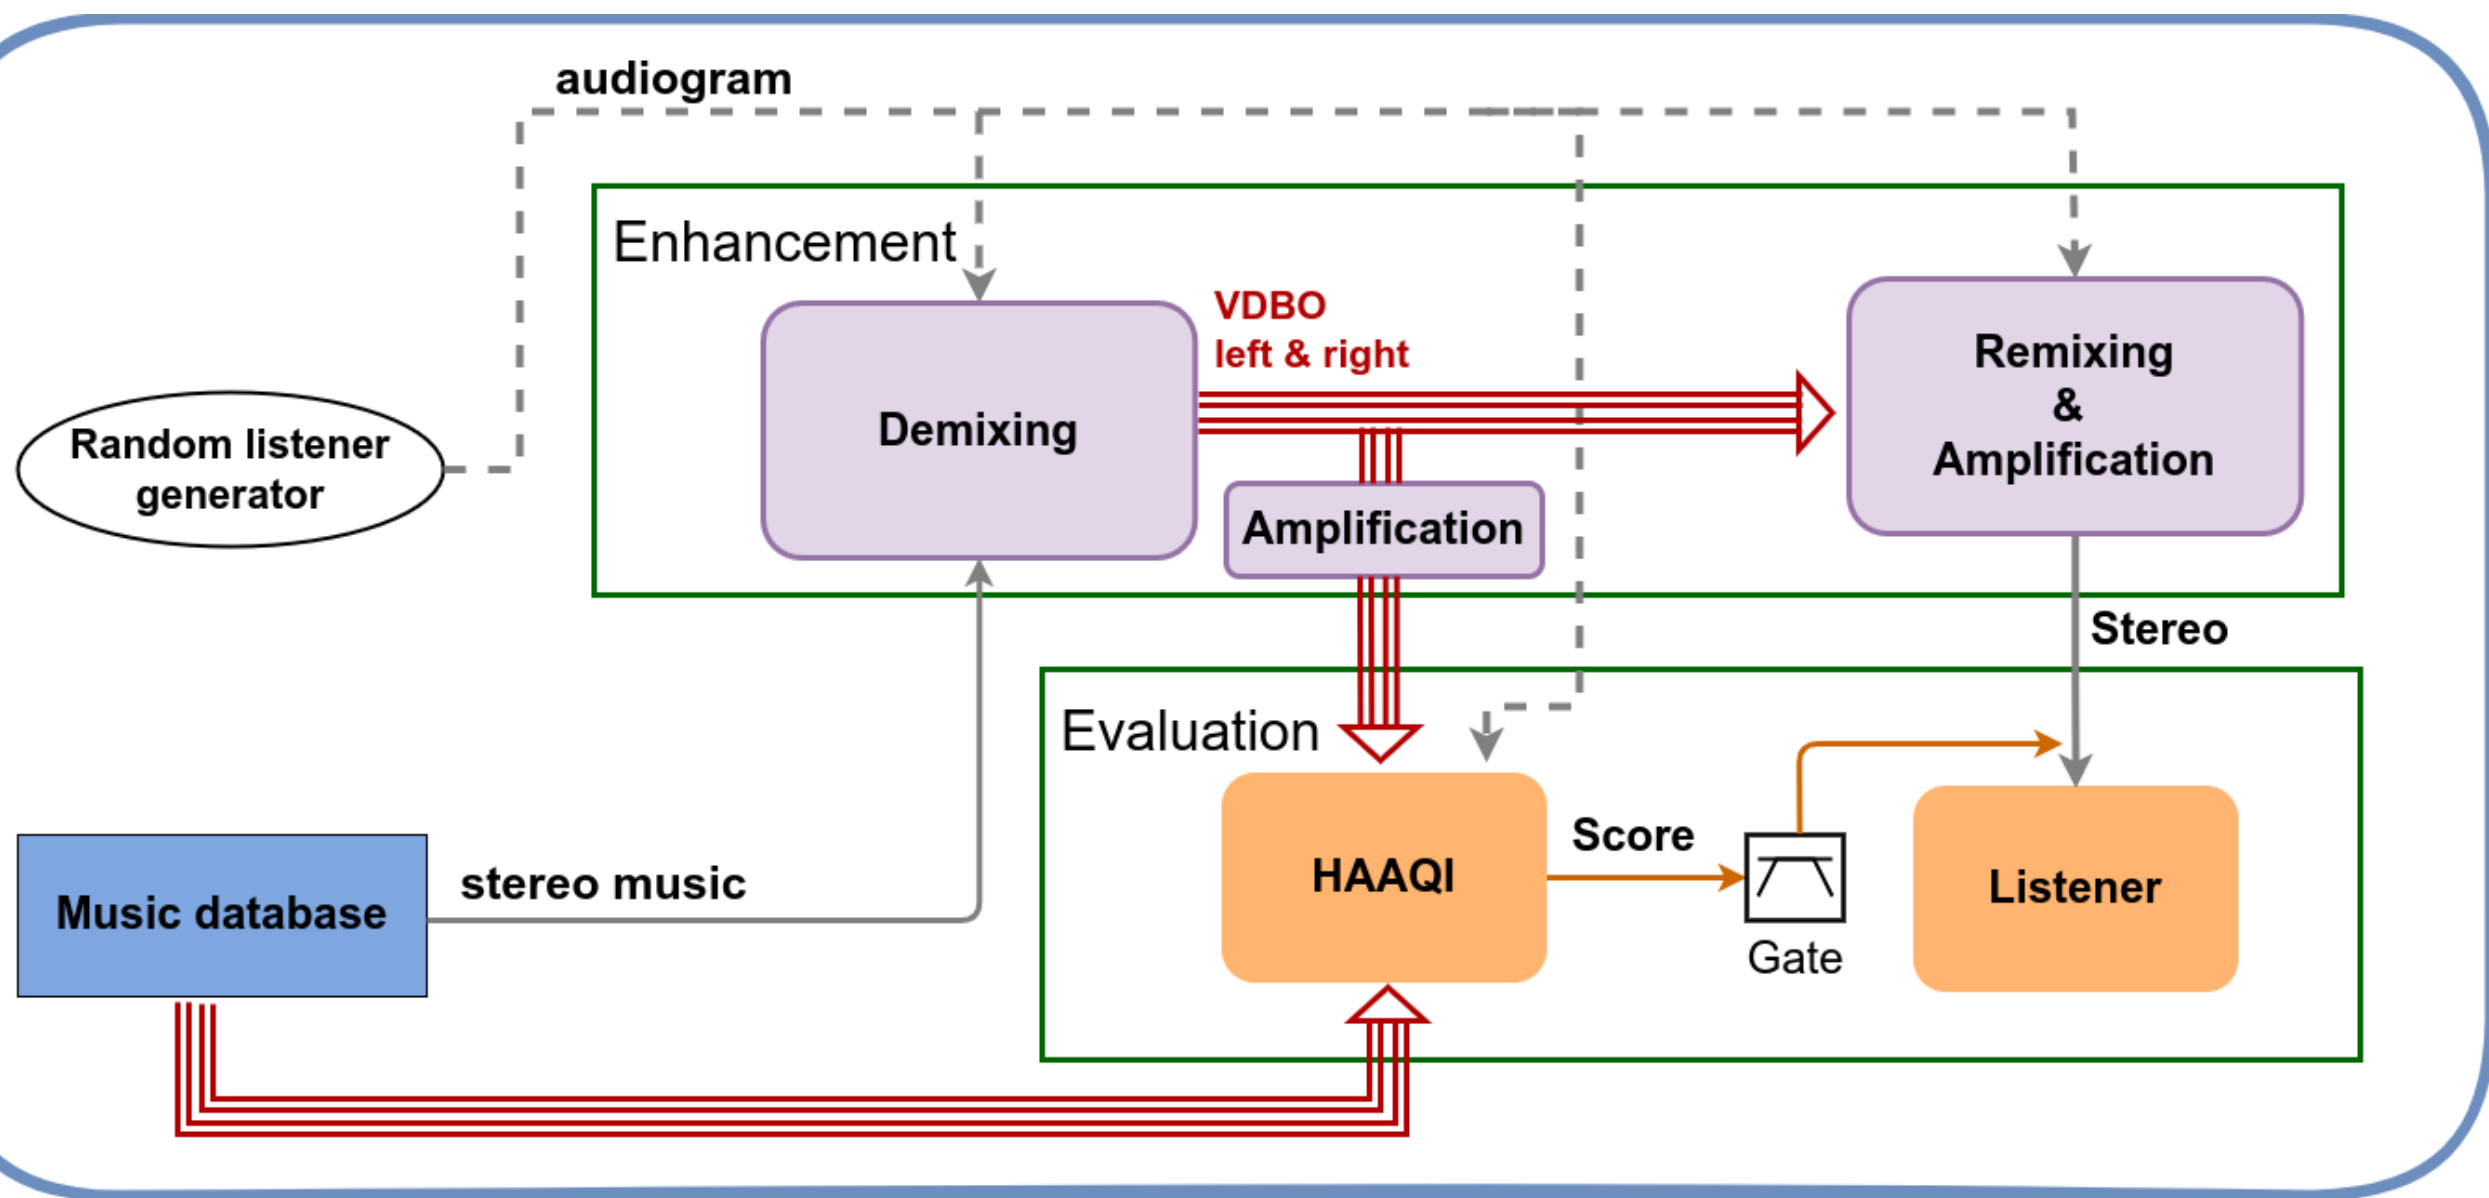 audiogram
Enhancement
VDBO
left & right
Demixing
Remixing
&
Amplification
Random listener
generator
Amplification
Stereo
Evaluation
Music database
stereo music
HAAQI
Score
Gate
Listener